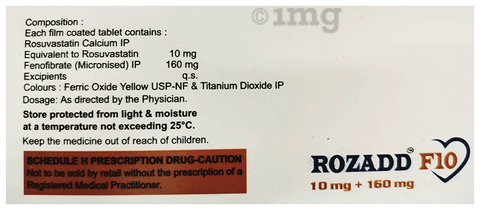 ©1mg
Composition :
Each film coated tablet contains :
Rosuvastatin Calcium IP
Equivalent to Rosuvastatin 10 mg
Fenofibrate (Micronised) IP 160 mg
Excipients q.s.
Colours : Ferric Oxide Yellow USP-NF & Titanium Dioxide IP
Dosage: As directed by the Physician.
Store protected from light & moisture
at a temperature not exceeding 25°C.
Keep the medicine out of reach of children.
SCHEDULE H PRESCRIPTION DRUG-CAUTION
Not to be sold by retail without the prescription of a
Registered Medical Practitioner.
ROZADD F10
10 mg + 160 mg